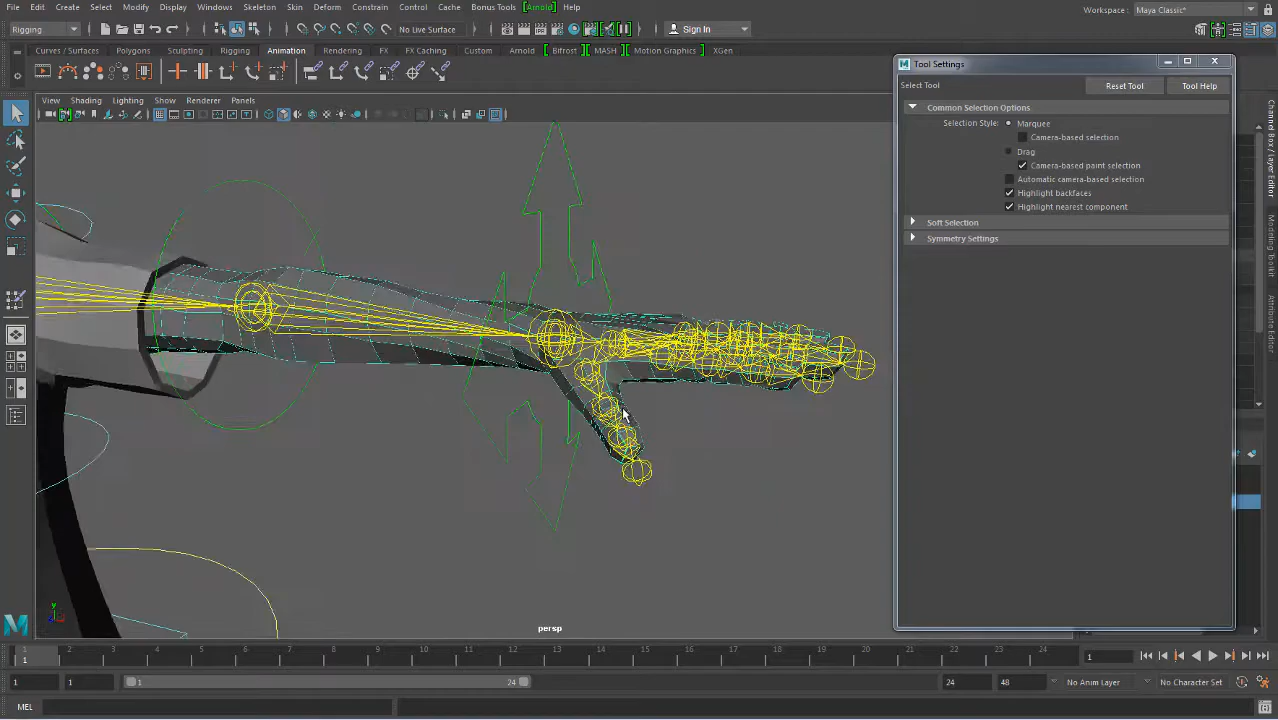 File Edit Create Select Modify Display Windows Skeleton Skin Deform Constrain Control Cache Bonus Tools [Arnold] Help
Workspace : Maya Classic*
Rigging No Live Surface Sign In
Curves / Surfaces Polygons Sculpting Rigging Animation Rendering FX FX Caching Custom Arnold Bifrost MASH Motion Graphics XGen
Tool Settings
Select Tool Reset Tool Tool Help
View Shading Lighting Show Renderer Panels
Common Selection Options
Selection Style: Marquee
Camera-based selection
Drag
Camera-based paint selection
Automatic camera-based selection
Highlight backfaces
Highlight nearest component
Soft Selection
Symmetry Settings
Channel Box / Layer Editor
Modeling Toolkit
persp
1 2 3 4 5 6 7 8 9 10 11 12 13 14 15 16 17 18 19 20 21 22 23 24
1 1
1 1 1 24 24 48 No Anim Layer No Character Set
MEL